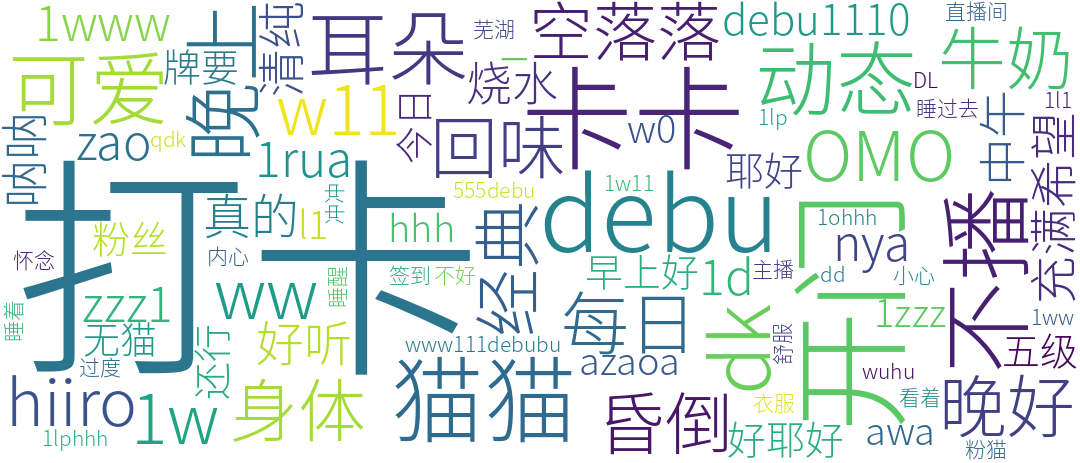 1www
可爱
牌要
晚上
清纯
耳朵
芜湖
空落落
debu1110
直播间
动态
牛奶
烧水
一
卡卡
DL
睡过去
呐呐
zao
qdk
w11
今日
回味
w0
1lp
OMO
中午
1l1
希望
1rua
冲冲
555debu
1w11
耶好
打卡
真的
l1
hhh
经典
debu
开门
1ohhh
nya
不播
充满
粉丝
怀念
内心
签到
不好
早上好
1d
主播
dd
小心
睡着
zzz1
ww
睡醒
每日
dk
1zzz
1ww
无猫
过度
还行
好听
www111debubu
azaoa
舒服
wuhu
五级
hiiro
1w
身体
猫猫
昏倒
衣服
好耶好
看着
awa
晚好
1lphhh
粉猫